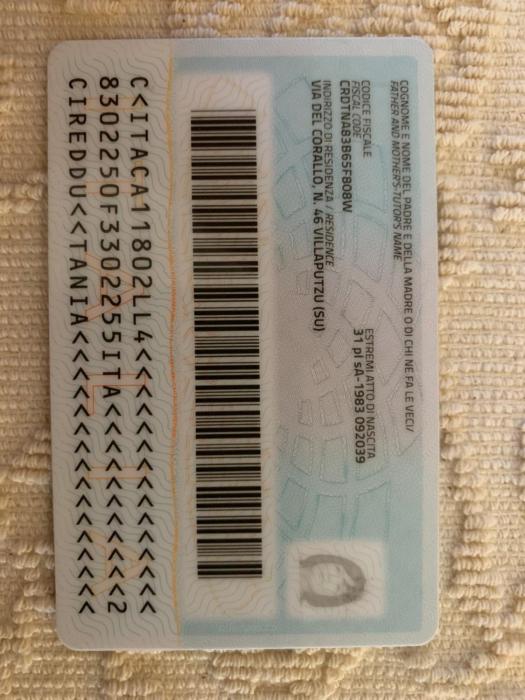 COGNOME E NOME DEL PADRE E DELLA MADRE O DI CHI NE FA LE VECI/
FATHER AND MOTHER'S-TUTOR'S NAME
CODICE FISCALE
FISCAL CODE
CRDTNA83B65F808W
ESTREMI ATTO DI NASCITA
31 pI sA-1983 092039
INDIRIZZO DI RESIDENZA / RESIDENCE
VIA DEL CORALLO, N. 46 VILLAPUTZU (SU)
C<ITACA11802LL4<<<<<<<<<<<<<<<
8302250F3302255ITA<<<<<<<<<<<2
CIREDDU<<TANIA<<<<<<<<<<<<<<<<